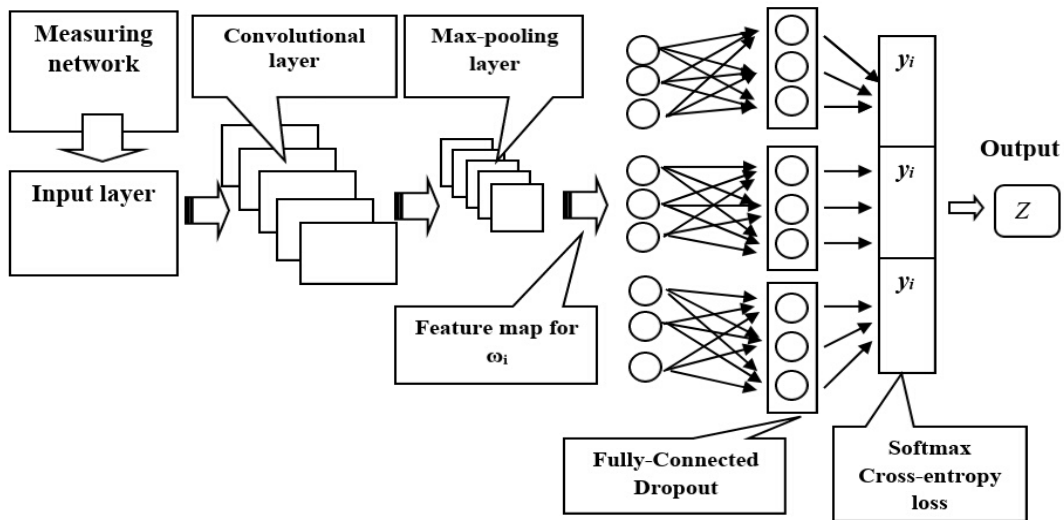 Measuring
network
Convolutional
layer
Max-pooling
layer
Input layer
Feature map for
ωi
yi
yi
yi
Output
Z
Fully-Connected
Dropout
Softmax
Cross-entropy
loss